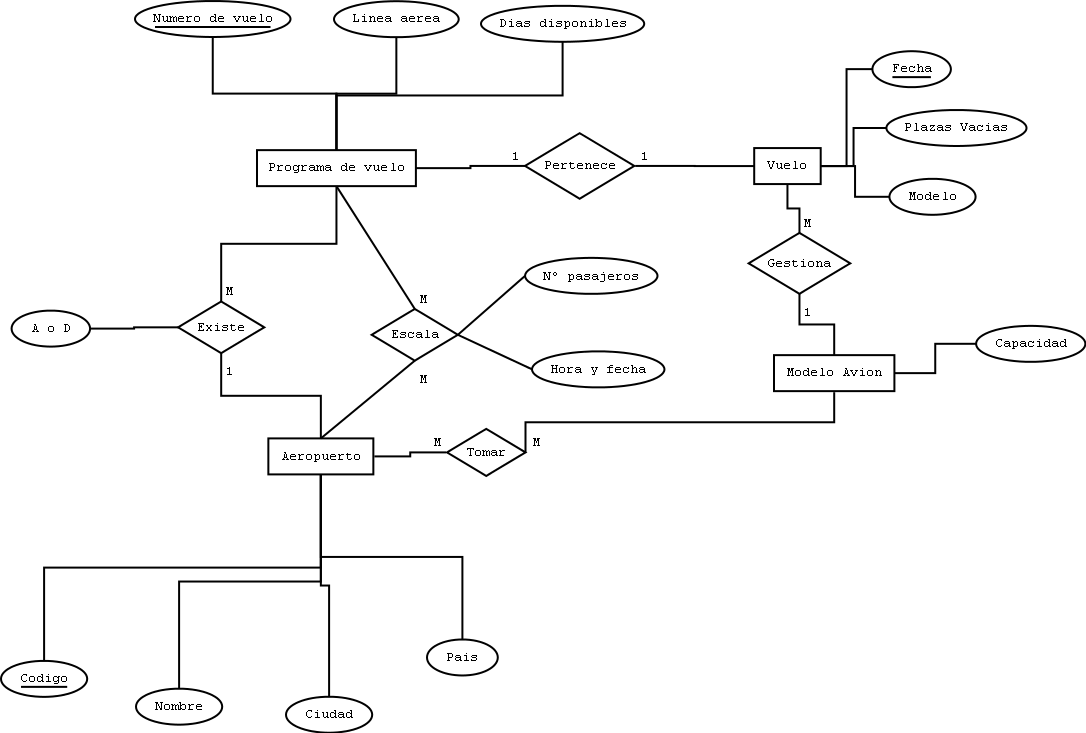 Numero de vuelo
Linea aerea
Dias disponibles
Fecha
Plazas Vacias
Programa de vuelo
1
Pertenece
1
Vuelo
Modelo
M
Gestiona
1
Nº pasajeros
M
M
A o D
Existe
Escala
1
M
Hora y fecha
Capacidad
Modelo Avion
Aeropuerto
M
Tomar
M
Codigo
Nombre
Ciudad
Pais